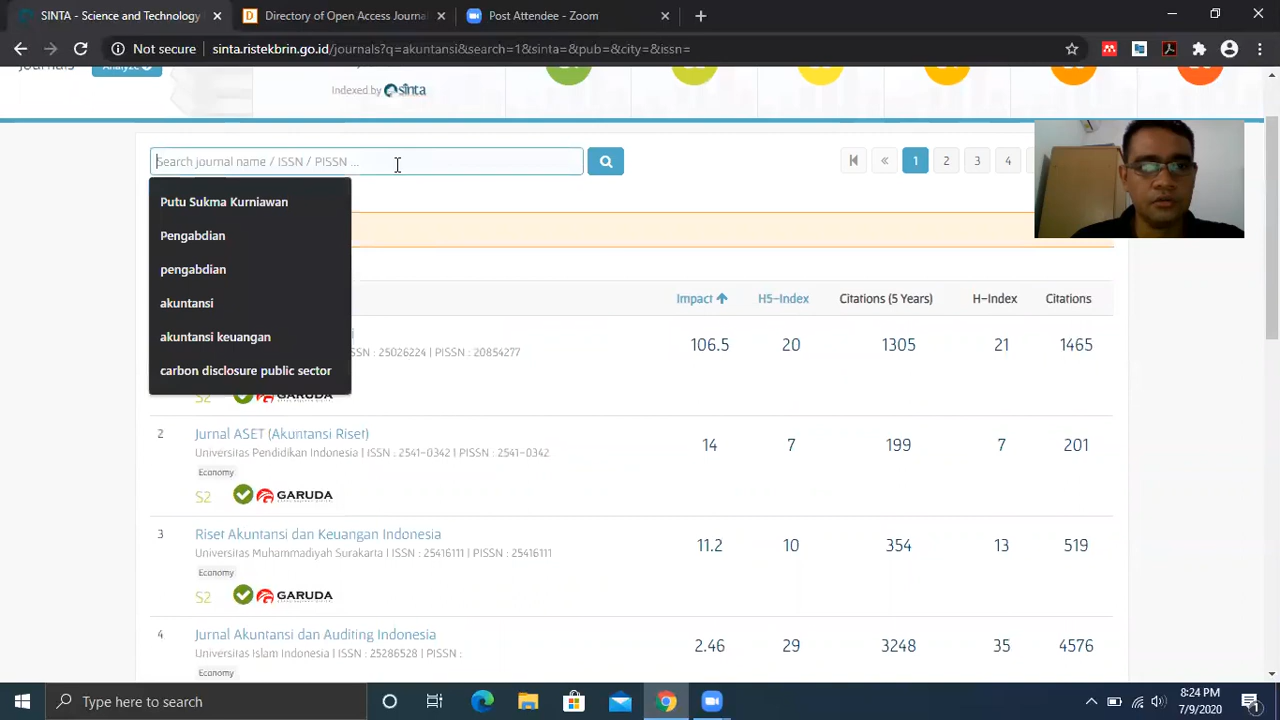 SINTA - Science and Technology
Directory of Open Access Journal
Post Attendee - Zoom
Not secure
sinta.ristekbrin.go.id/journals?q=akuntansi&search=1&sinta=&pub=&city=&issn=
Indexed by sinta
Search journal name / ISSN / PISSN ...
1 2 3 4
Putu Sukma Kurniawan
Pengabdian
pengabdian
akuntansi
akuntansi keuangan
carbon disclosure public sector
Impact H5-Index Citations (5 Years) H-Index Citations
SSN : 25026224 | PISSN : 20854277
106.5 20 1305 21 1465
S2 GARUDA
2 Jurnal ASET (Akuntansi Riset)
Universitas Pendidikan Indonesia | ISSN : 2541-0342 | PISSN : 2541-0342
14 7 199 7 201
Economy
S2 GARUDA
3 Riset Akuntansi dan Keuangan Indonesia
Universitas Muhammadiyah Surakarta | ISSN : 25416111 | PISSN : 25416111
11.2 10 354 13 519
Economy
S2 GARUDA
4 Jurnal Akuntansi dan Auditing Indonesia
Universitas Islam Indonesia | ISSN : 25286528 | PISSN :
2.46 29 3248 35 4576
Economy
Type here to search
8:24 PM
7/9/2020